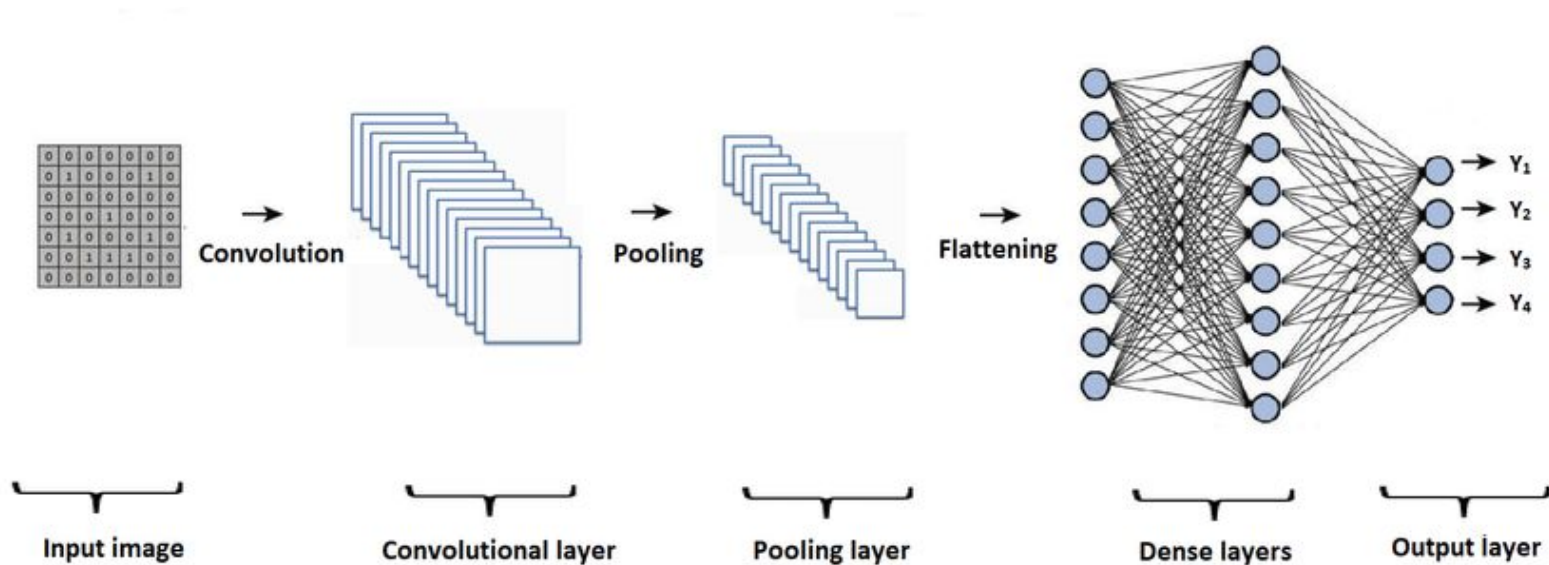 0 0 0 0 0 0 0
0 1 0 0 0 1 0
0 0 0 0 0 0 0
0 0 0 1 0 0 0
0 1 0 0 0 1 0
0 0 1 1 1 0 0
0 0 0 0 0 0 0
Convolution
Pooling
Flattening
Y₁
Y₂
Y₃
Y₄
Input image
Convolutional layer
Pooling layer
Dense layers
Output layer